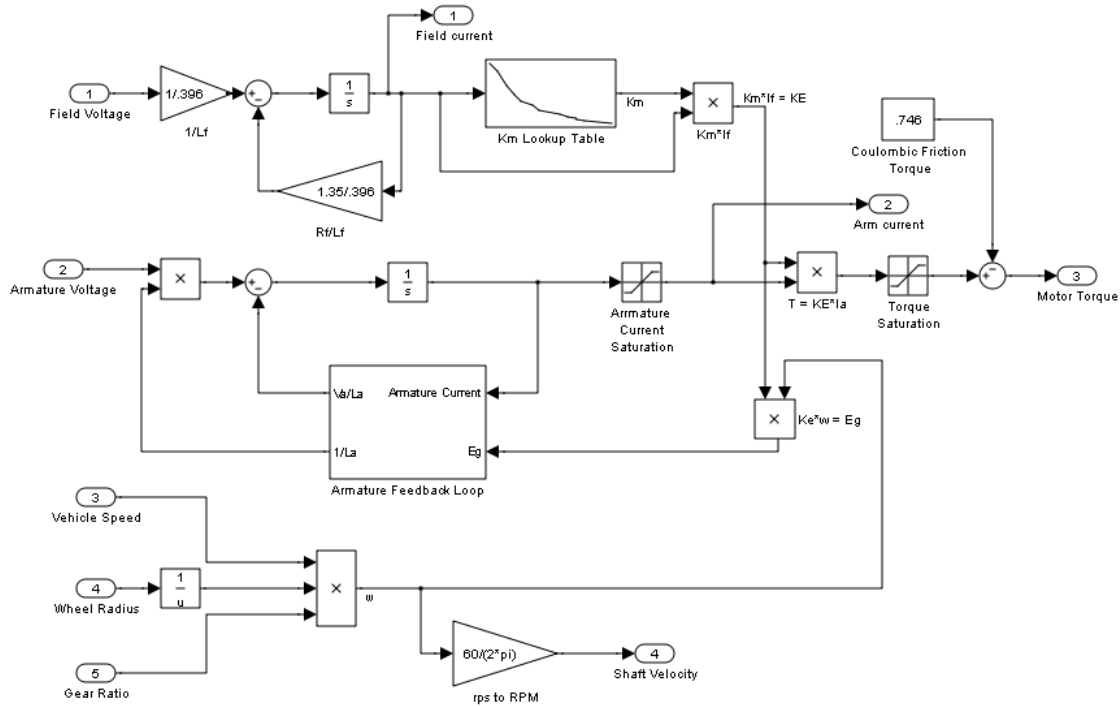 1
Field current
1
Field Voltage
1/.396
1/Lf
+
-
1
s
Km Lookup Table
Km
×
Km*If
Km*If = KE
.746
Coulombic Friction
Torque
1.35/.396
Rf/Lf
2
Arm current
2
Armature Voltage
×
+
-
1
s
Arrmature
Current
Saturation
×
T = KE*Ia
Torque
Saturation
-
+
3
Motor Torque
Va/La
Armature Current
1/La
Eg
Armature Feedback Loop
×
Ke*w = Eg
3
Vehicle Speed
4
Wheel Radius
1
u
×
w
5
Gear Ratio
60/(2*pi)
rps to RPM
4
Shaft Velocity